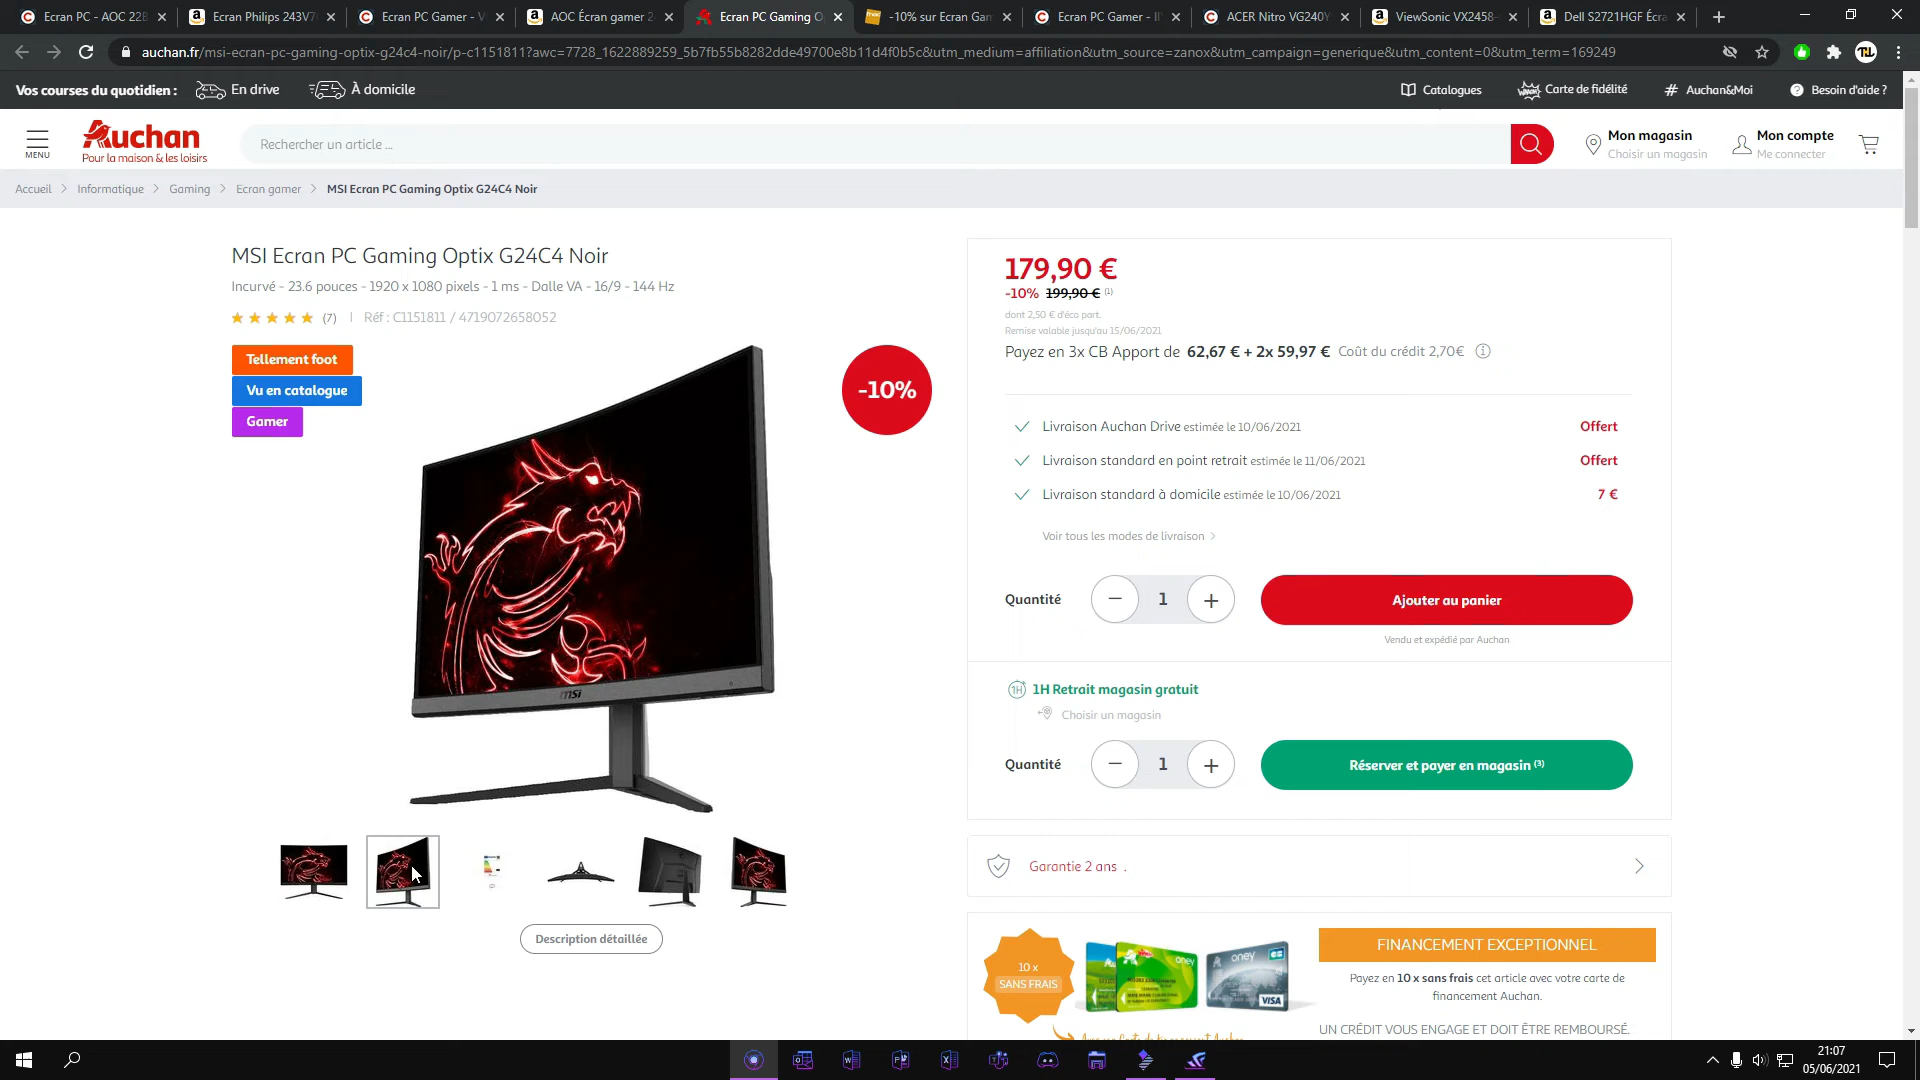 Ecran PC - AOC 22B
Ecran Philips 243V7
Ecran PC Gamer - V
AOC Écran gamer 2
Ecran PC Gaming O
-10% sur Ecran Gam
Ecran PC Gamer - II
ACER Nitro VG240Y
ViewSonic VX2458-
Dell S2721HGF Écra
auchan.fr/msi-ecran-pc-gaming-optix-g24c4-noir/p-c1151811?awc=7728_1622889259_5b7fb55b8282dde49700e8b11d4f0b5c&utm_medium=affiliation&utm_source=zanox&utm_campaign=generique&utm_content=0&utm_term=169249
Vos courses du quotidien :
En drive
À domicile
Catalogues
Carte de fidélité
Auchan&Moi
Besoin d'aide ?
MENU
Auchan
Pour la maison & les loisirs
Rechercher un article ...
Mon magasin
Choisir un magasin
Mon compte
Me connecter
Accueil > Informatique > Gaming > Ecran gamer > MSI Ecran PC Gaming Optix G24C4 Noir
MSI Ecran PC Gaming Optix G24C4 Noir
Incurvé - 23.6 pouces - 1920 x 1080 pixels - 1 ms - Dalle VA - 16/9 - 144 Hz
(7) | Réf : C1151811 / 4719072658052
Tellement foot
Vu en catalogue
Gamer
-10%
msi
Description détaillée
179,90 €
-10% 199,90 € (1)
dont 2,50 € d'éco part.
Remise valable jusqu'au 15/06/2021
Payez en 3x CB Apport de 62,67 € + 2x 59,97 € Coût du crédit 2,70€
Livraison Auchan Drive estimée le 10/06/2021 Offert
Livraison standard en point retrait estimée le 11/06/2021 Offert
Livraison standard à domicile estimée le 10/06/2021 7 €
Voir tous les modes de livraison >
Quantité
1
Ajouter au panier
Vendu et expédié par Auchan
1H
1H Retrait magasin gratuit
Choisir un magasin
Quantité
1
Réserver et payer en magasin (3)
Garantie 2 ans .
10 x
SANS FRAIS
oney
oney
VISA
FINANCEMENT EXCEPTIONNEL
Payez en 10 x sans frais cet article avec votre carte de
financement Auchan.
UN CRÉDIT VOUS ENGAGE ET DOIT ÊTRE REMBOURSÉ.
21:07
05/06/2021